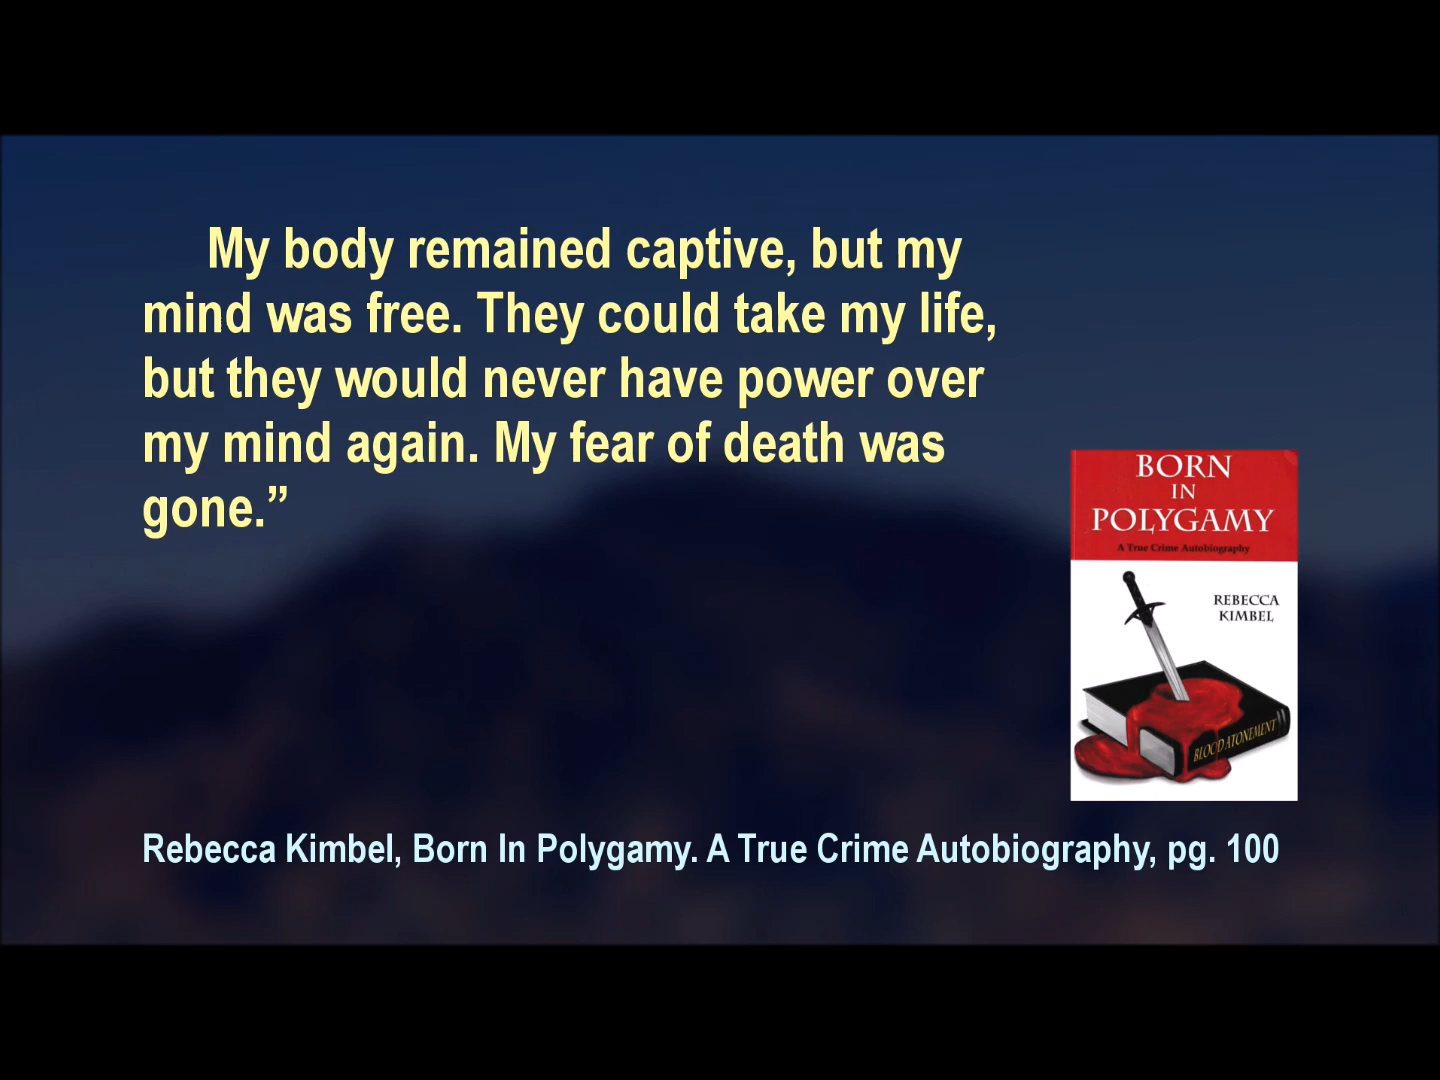 My body remained captive, but my
mind was free. They could take my life,
but they would never have power over
my mind again. My fear of death was
gone.”
BORN
IN
POLYGAMY
A True Crime Autobiography
REBECCA
KIMBEL
BLOOD ATONEMENT
Rebecca Kimbel, Born In Polygamy. A True Crime Autobiography, pg. 100